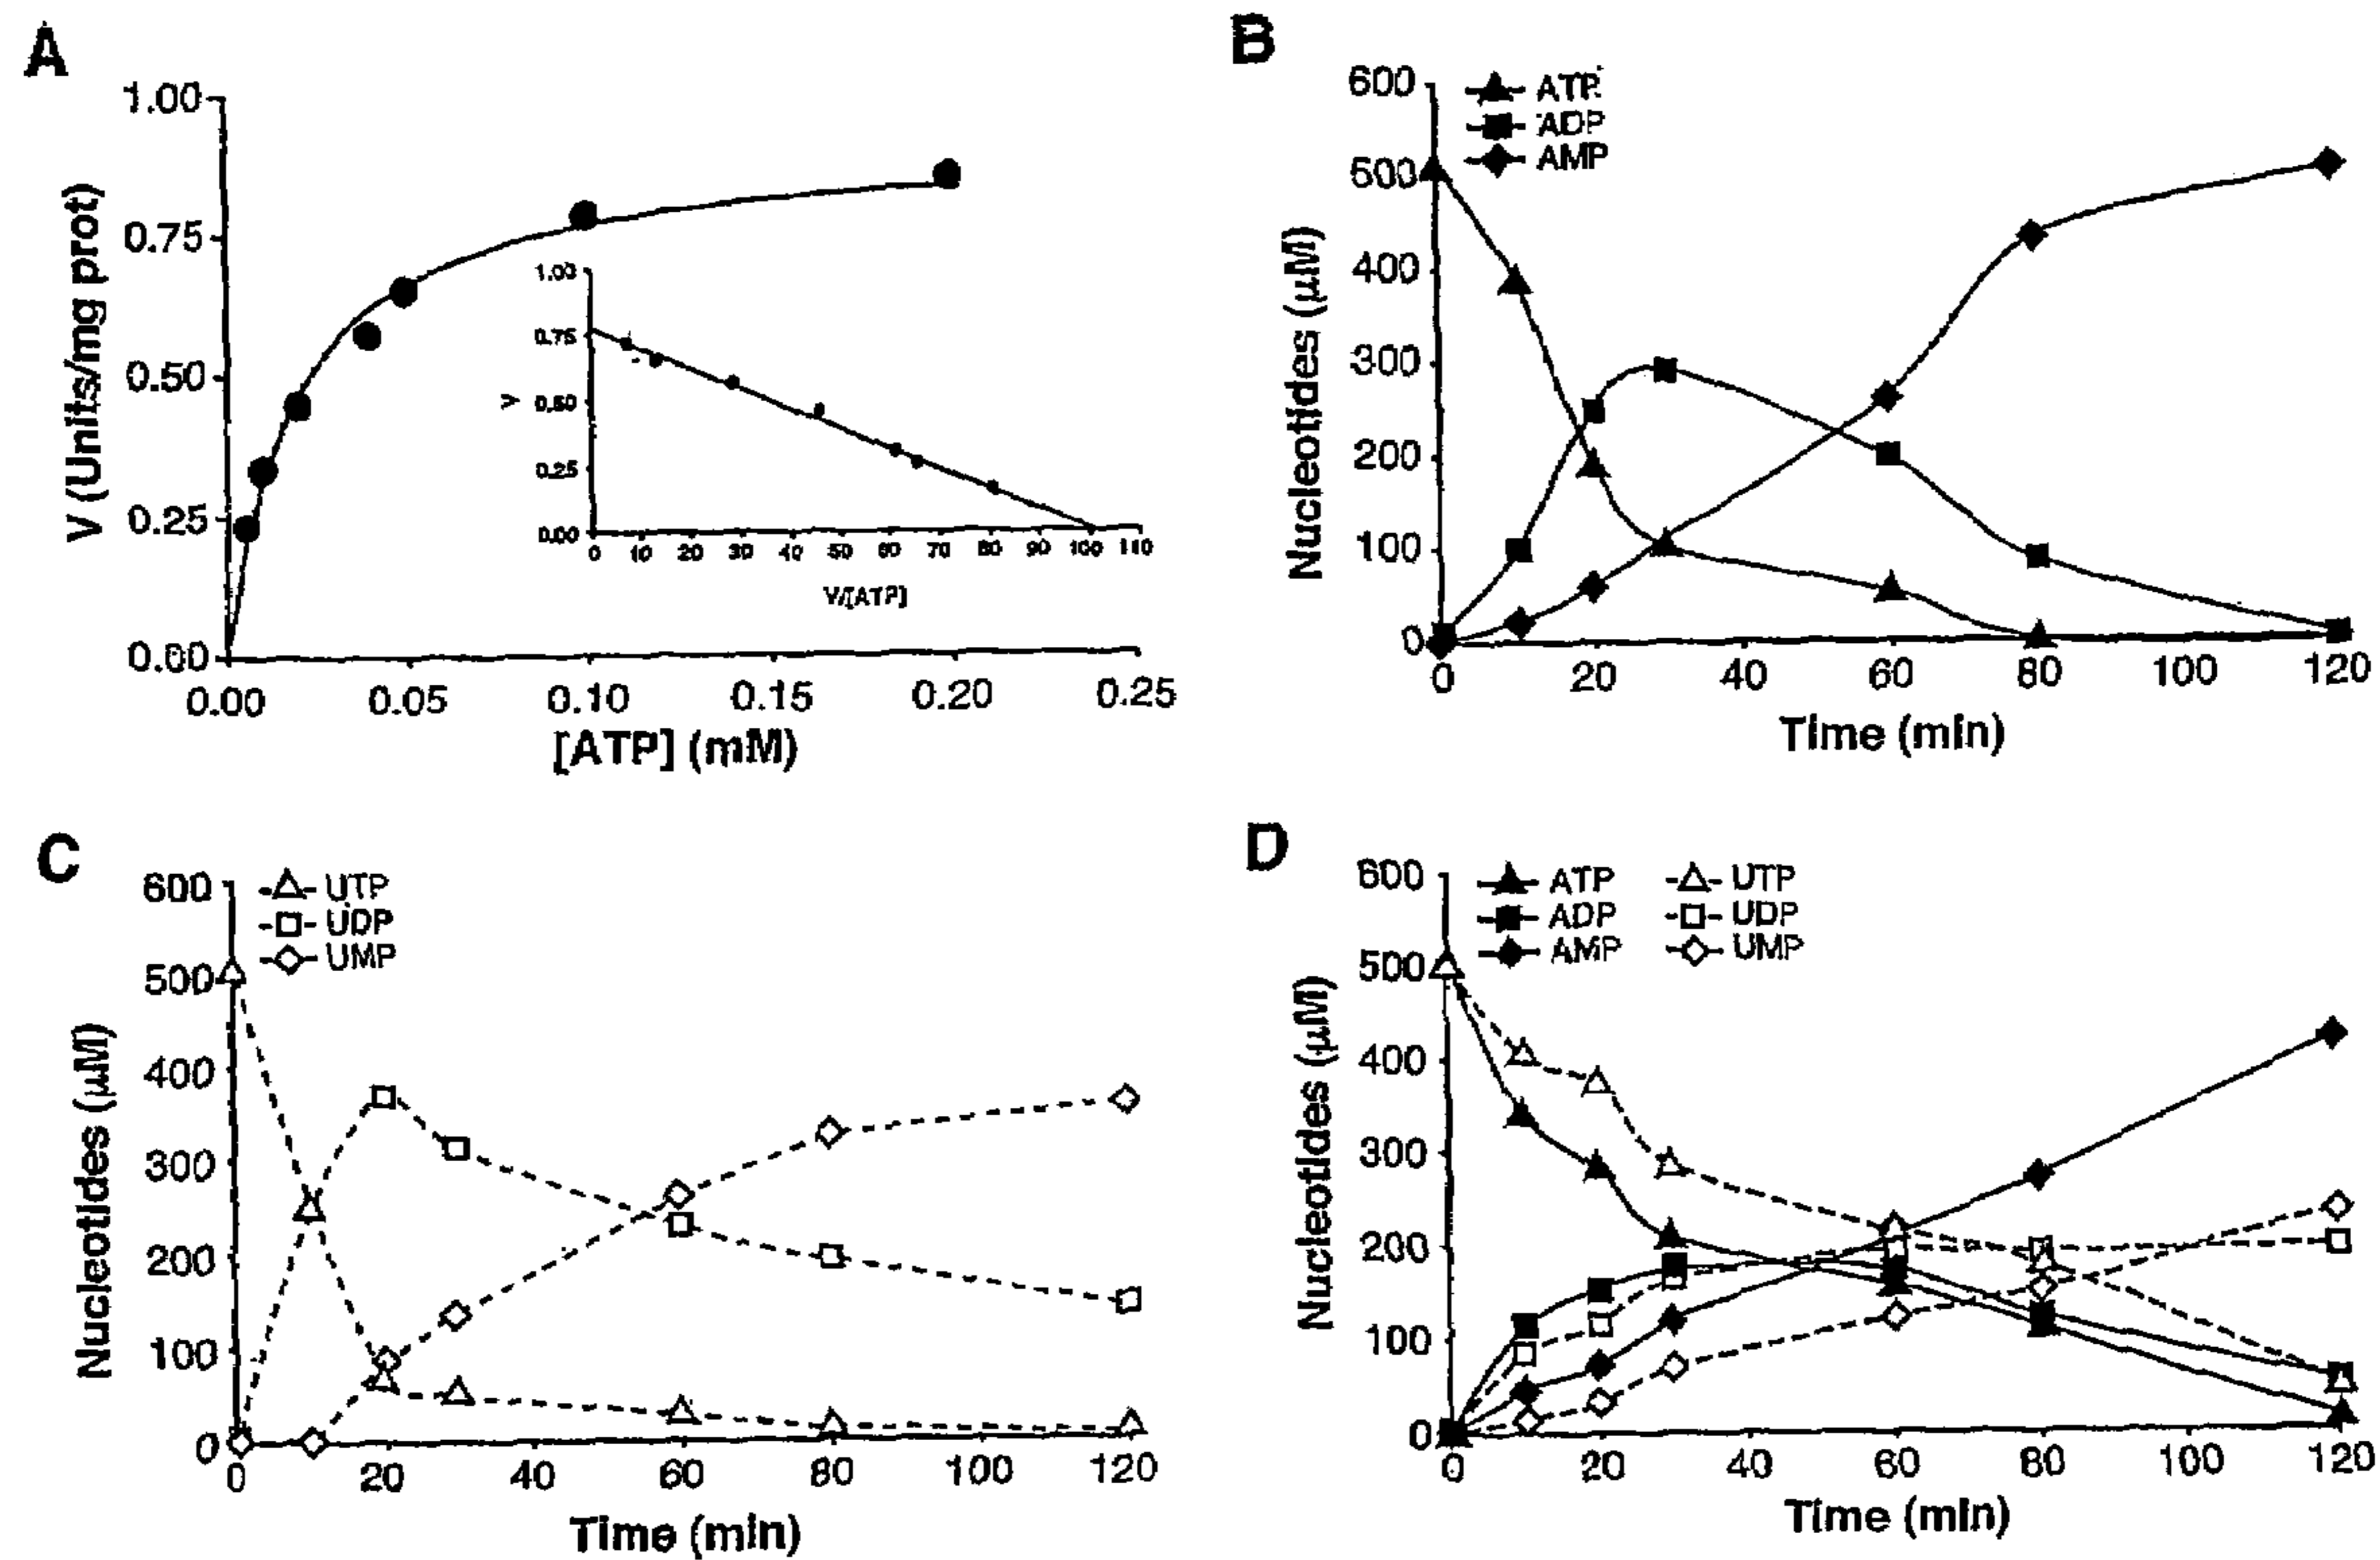 A
1.00
0.75
0.50
0.25
0.00
V (Units/mg prot)
0.00 0.05 0.10 0.15 0.20 0.25
[ATP] (mM)
1.00
0.75
0.50
0.25
0.00
V
0 10 20 30 40 50 60 70 80 90 100 110
V/[ATP]
B
600
500
400
300
200
100
0
Nucleotides (μM)
ATP
ADP
AMP
0 20 40 60 80 100 120
Time (min)
C
600
500
400
300
200
100
0
Nucleotides (μM)
UTP
UDP
UMP
0 20 40 60 80 100 120
Time (min)
D
600
500
400
300
200
100
0
Nucleotides (μM)
ATP UTP
ADP UDP
AMP UMP
0 20 40 60 80 100 120
Time (min)